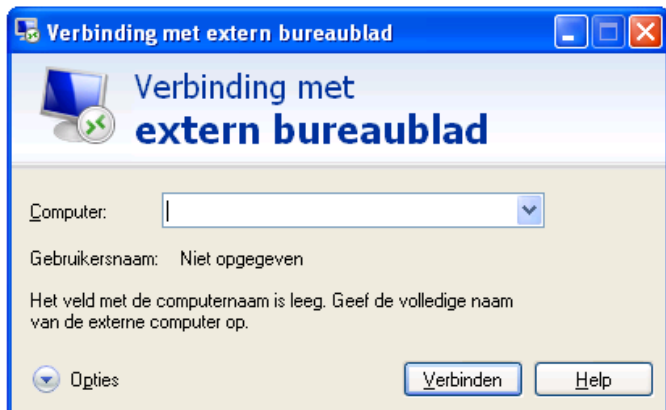 Verbinding met extern bureaublad
Verbinding met
extern bureaublad
Computer:
Gebruikersnaam: Niet opgegeven
Het veld met de computernaam is leeg. Geef de volledige naam
van de externe computer op.
Opties Verbinden Help